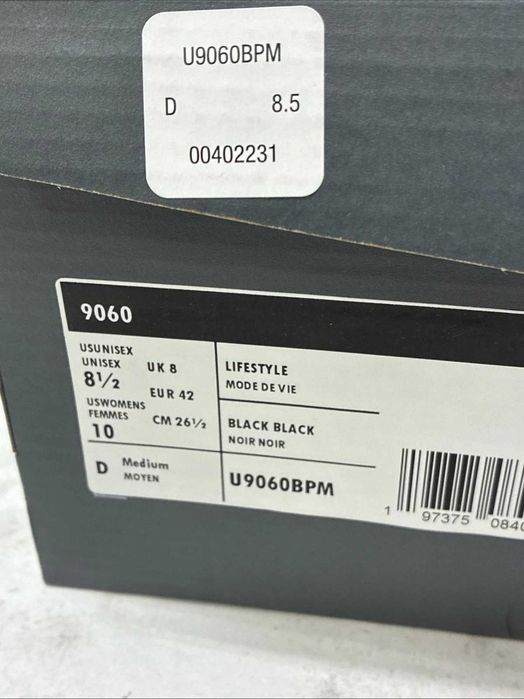 U9060BPM
D 8.5
00402231
9060
USUNISEX
UNISEX
8½
UK 8
EUR 42
USWOMENS
FEMMES
10
CM 26½
D Medium
MOYEN
LIFESTYLE
MODE DE VIE
BLACK BLACK
NOIR NOIR
U9060BPM
1 97375 084